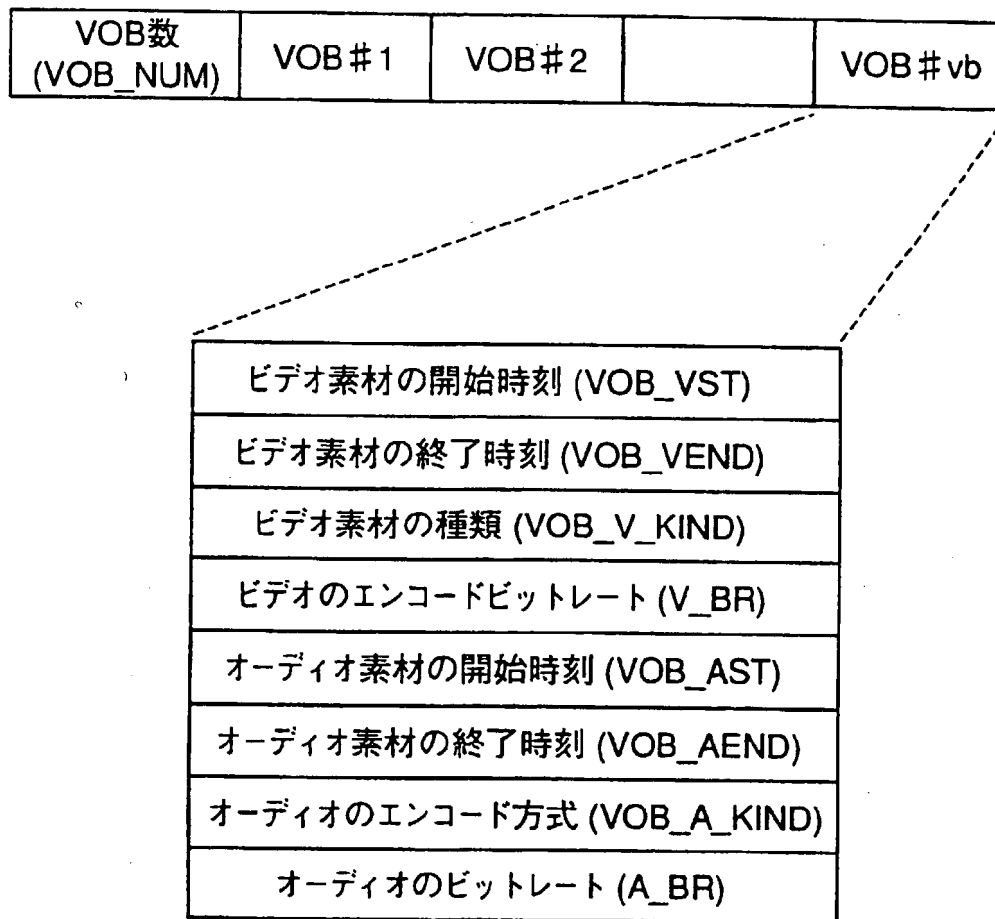 VOB数
(VOB_NUM)
VOB#1
VOB#2
VOB#vb
ビデオ素材の開始時刻 (VOB_VST)
ビデオ素材の終了時刻 (VOB_VEND)
ビデオ素材の種類 (VOB_V_KIND)
ビデオのエンコードビットレート (V_BR)
オーディオ素材の開始時刻 (VOB_AST)
オーディオ素材の終了時刻 (VOB_AEND)
オーディオのエンコード方式 (VOB_A_KIND)
オーディオのビットレート (A_BR)